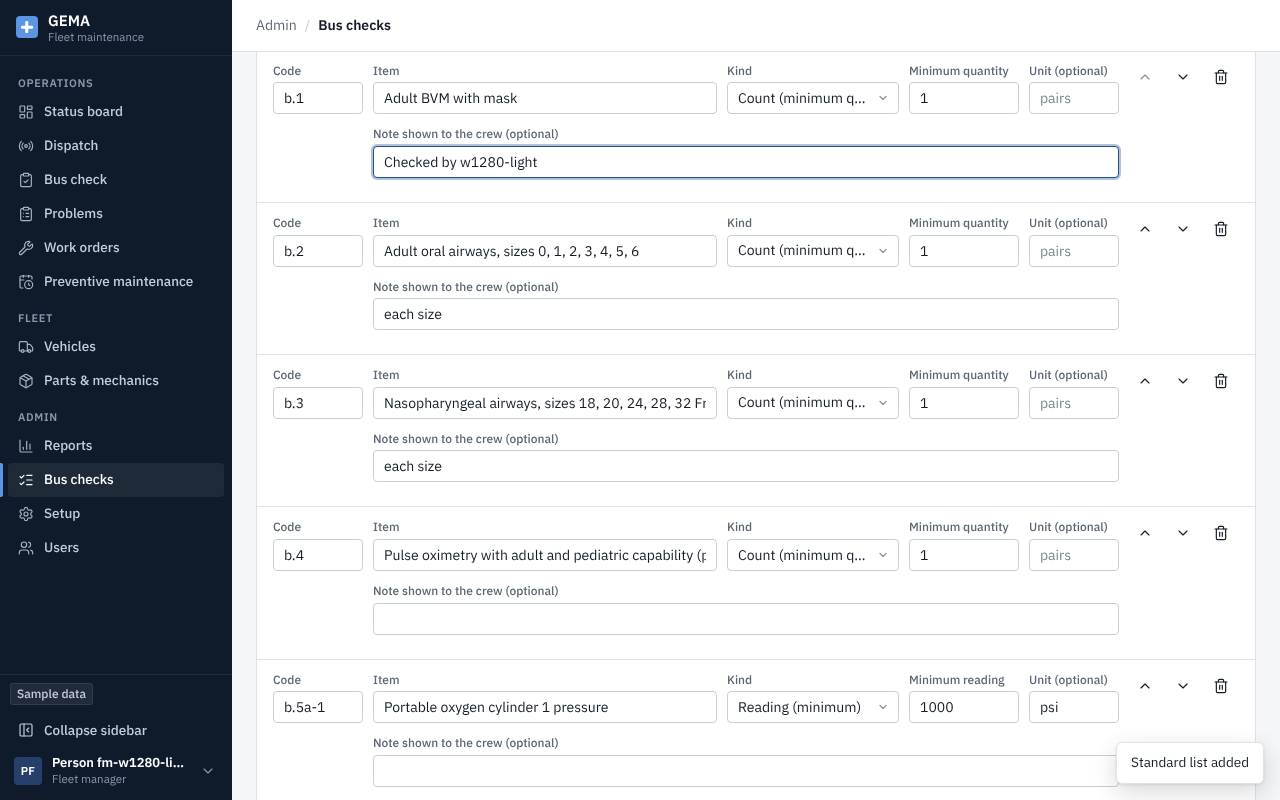 GEMA
Fleet maintenance
OPERATIONS
Status board
Dispatch
Bus check
Problems
Work orders
Preventive maintenance
FLEET
Vehicles
Parts & mechanics
ADMIN
Reports
Bus checks
Setup
Users
Sample data
Collapse sidebar
PF
Person fm-w1280-li...
Fleet manager
Admin / Bus checks
Code Item Kind Minimum quantity Unit (optional)
b.1 Adult BVM with mask Count (minimum q... 1 pairs
Note shown to the crew (optional)
Checked by w1280-light
Code Item Kind Minimum quantity Unit (optional)
b.2 Adult oral airways, sizes 0, 1, 2, 3, 4, 5, 6 Count (minimum q... 1 pairs
Note shown to the crew (optional)
each size
Code Item Kind Minimum quantity Unit (optional)
b.3 Nasopharyngeal airways, sizes 18, 20, 24, 28, 32 Fr Count (minimum q... 1 pairs
Note shown to the crew (optional)
each size
Code Item Kind Minimum quantity Unit (optional)
b.4 Pulse oximetry with adult and pediatric capability (p Count (minimum q... 1 pairs
Note shown to the crew (optional)
Code Item Kind Minimum reading Unit (optional)
b.5a-1 Portable oxygen cylinder 1 pressure Reading (minimum) 1000 psi
Note shown to the crew (optional)
Standard list added